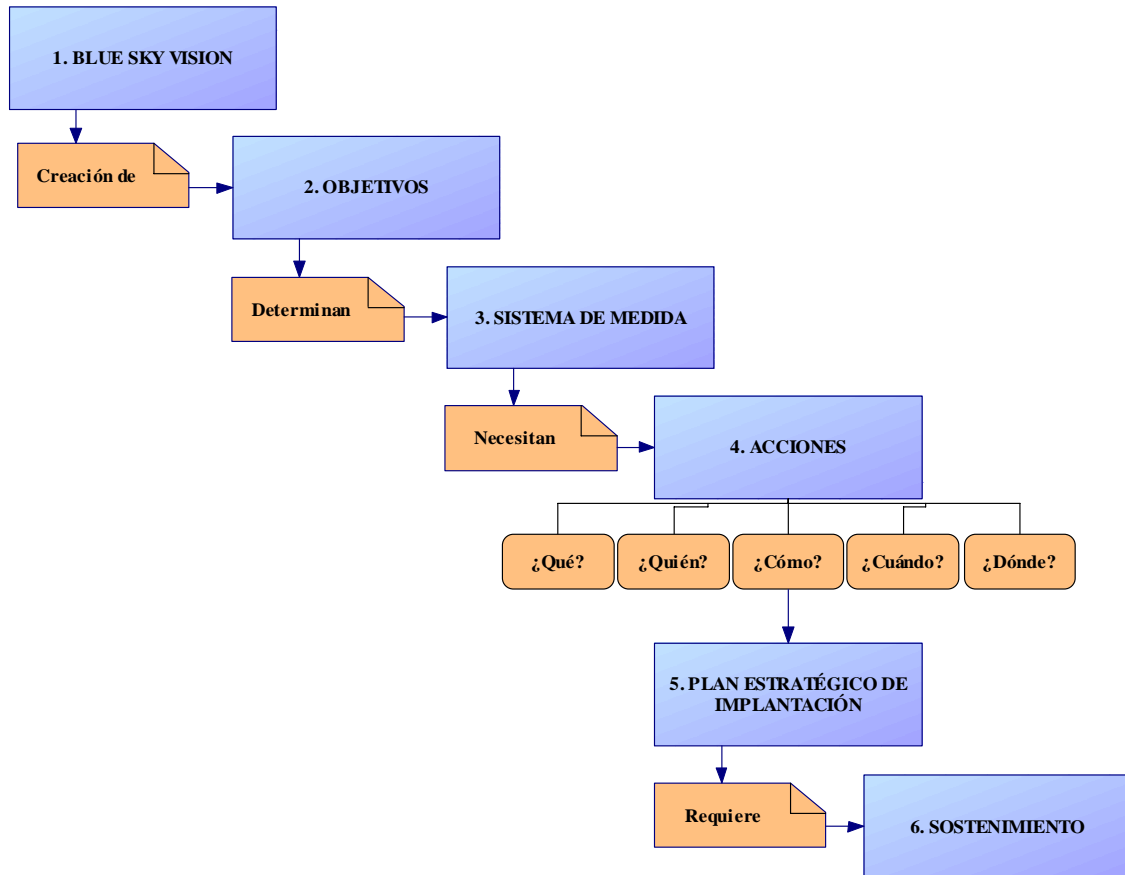 1. BLUE SKY VISION
Creación de
2. OBJETIVOS
Determinan
3. SISTEMA DE MEDIDA
Necesitan
4. ACCIONES
¿Qué?
¿Quién?
¿Cómo?
¿Cuándo?
¿Dónde?
5. PLAN ESTRATÉGICO DE
IMPLANTACIÓN
Requiere
6. SOSTENIMIENTO